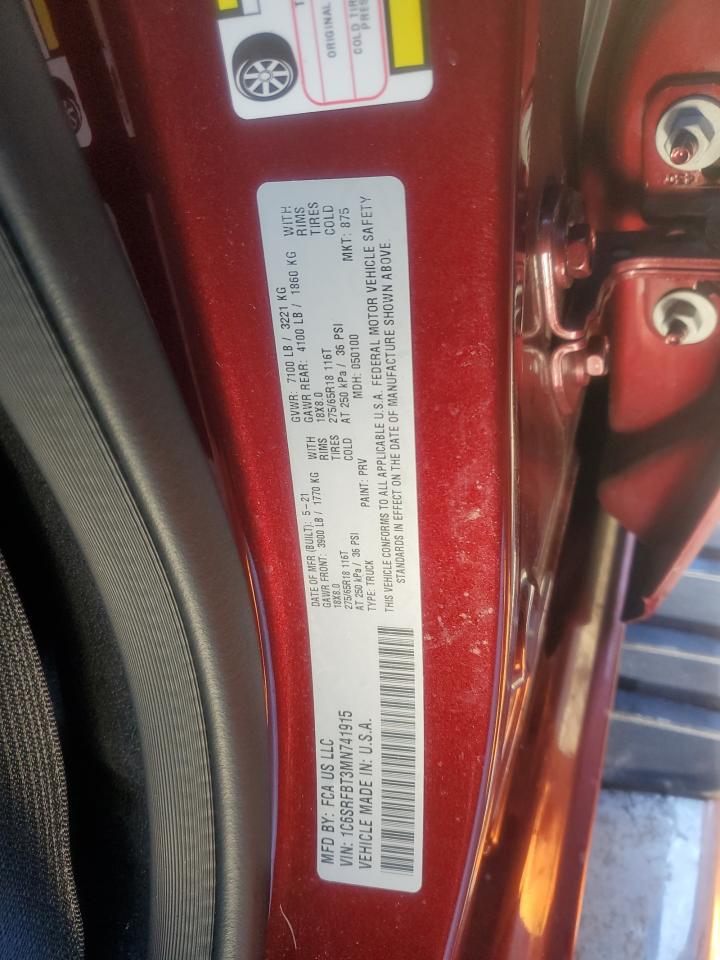 ORIGINAL
COLD TIRE
MFD BY: FCA US LLC
VIN: 1C6SRFBT3MN741915
VEHICLE MADE IN: U.S.A.
DATE OF MFR (BUILT): 5-21 GVWR: 7100 LB / 3221 KG
GAWR FRONT: 3900 LB / 1770 KG WITH GAWR REAR: 4100 LB / 1860 KG WITH
18X8.0 RIMS 18X8.0 RIMS
275/65R18 116T TIRES 275/65R18 116T TIRES
AT 250 kPa / 36 PSI COLD AT 250 kPa / 36 PSI COLD
TYPE: TRUCK PAINT: PRV MDH: 050100 MKT: 875
THIS VEHICLE CONFORMS TO ALL APPLICABLE U.S.A. FEDERAL MOTOR VEHICLE SAFETY
STANDARDS IN EFFECT ON THE DATE OF MANUFACTURE SHOWN ABOVE.